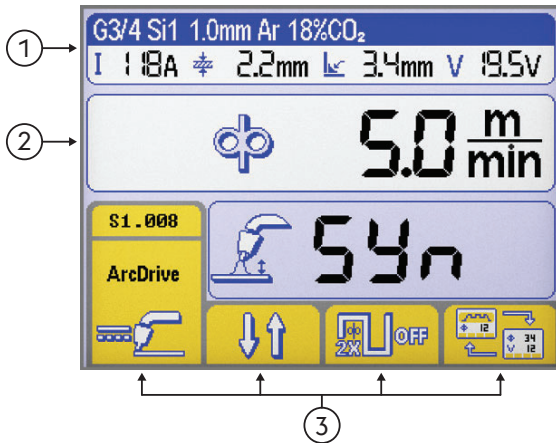 G3/4 Si1 1.0mm Ar 18%CO₂
I 118A 2.2mm 3.4mm V 19.5V
1
2
5.0 m/min
S1.008
ArcDrive
Syn
2X OFF
12
34
V 12
3